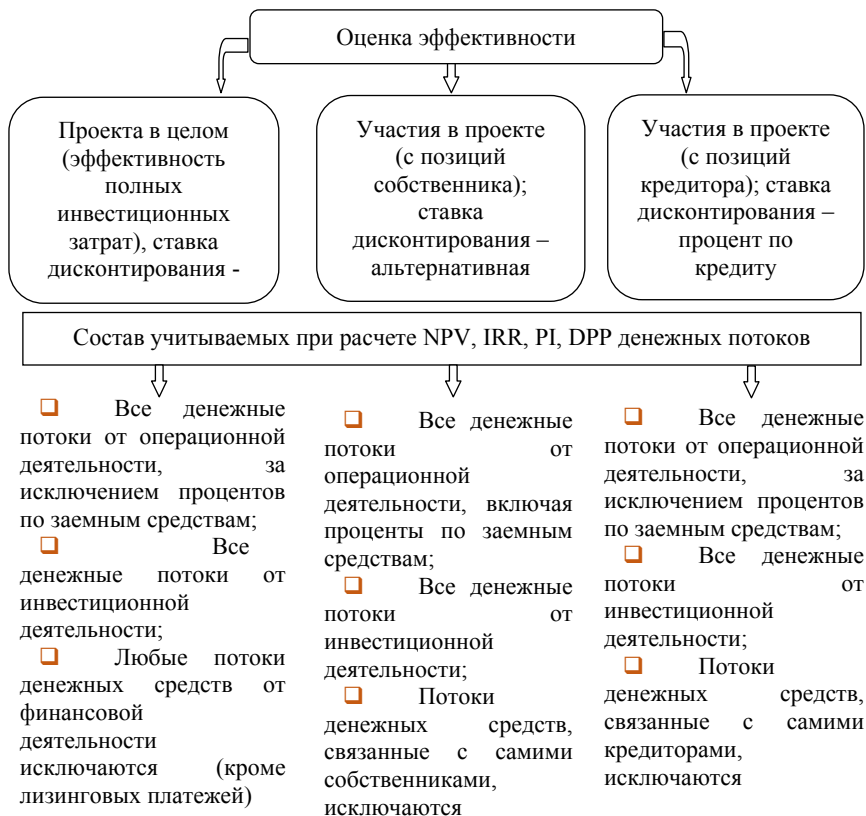 Оценка эффективности
Проекта в целом
(эффективность
полных
инвестиционных
затрат), ставка
дисконтирования -
Участия в проекте
(с позиций
собственника);
ставка
дисконтирования –
альтернативная
Участия в проекте
(с позиций
кредитора); ставка
дисконтирования –
процент по
кредиту
Состав учитываемых при расчете NPV, IRR, PI, DPP денежных потоков
Все денежные
потоки от операционной
деятельности, за
исключением процентов
по заемным средствам;
Все
денежные потоки от
инвестиционной
деятельности;
Любые потоки
денежных средств от
финансовой
деятельности
исключаются (кроме
лизинговых платежей)
Все денежные
потоки от
операционной
деятельности, включая
проценты по заемным
средствам;
Все денежные
потоки от
инвестиционной
деятельности;
Потоки
денежных средств,
связанные с самими
собственниками,
исключаются
Все денежные
потоки от операционной
деятельности, за
исключением процентов
по заемным средствам;
Все денежные
потоки от
инвестиционной
деятельности;
Потоки
денежных средств,
связанные с самими
кредиторами,
исключаются